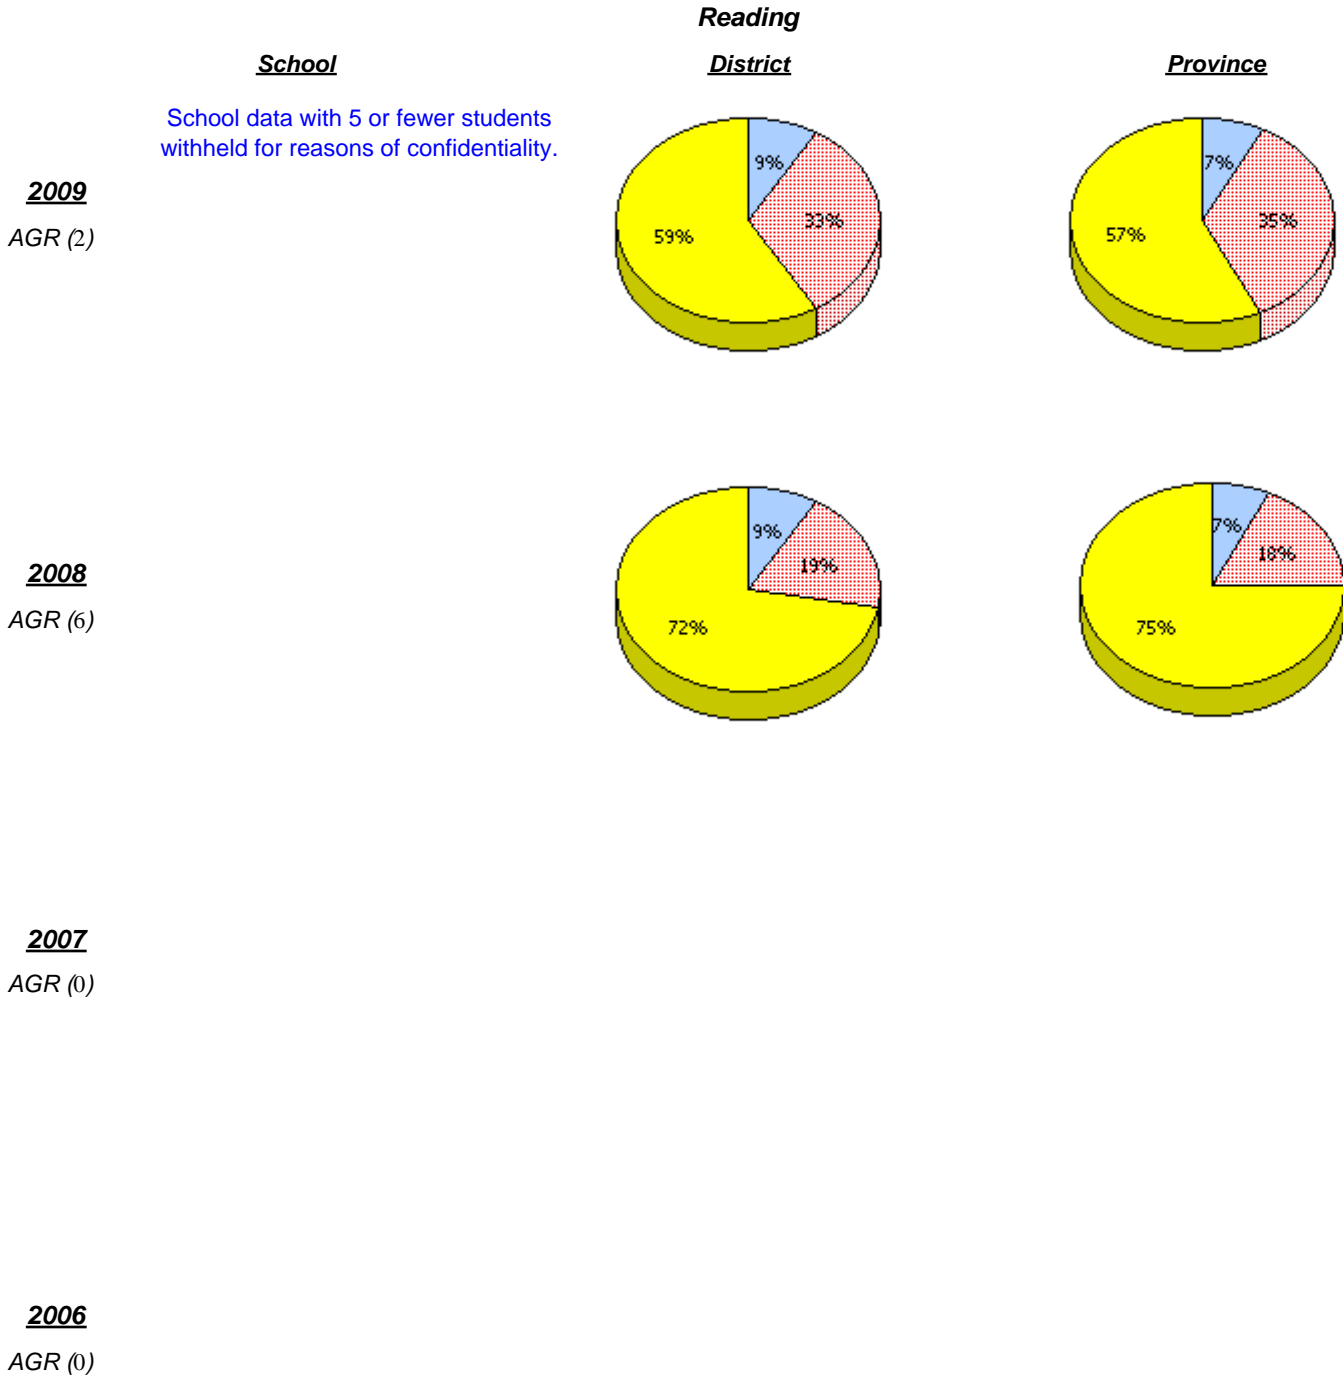 Reading
School District Province
School data with 5 or fewer students
withheld for reasons of confidentiality.
9% 33% 59%
7% 35% 57%
2009
AGR (2)
9% 19% 72%
7% 18% 75%
2008
AGR (6)
2007
AGR (0)
2006
AGR (0)